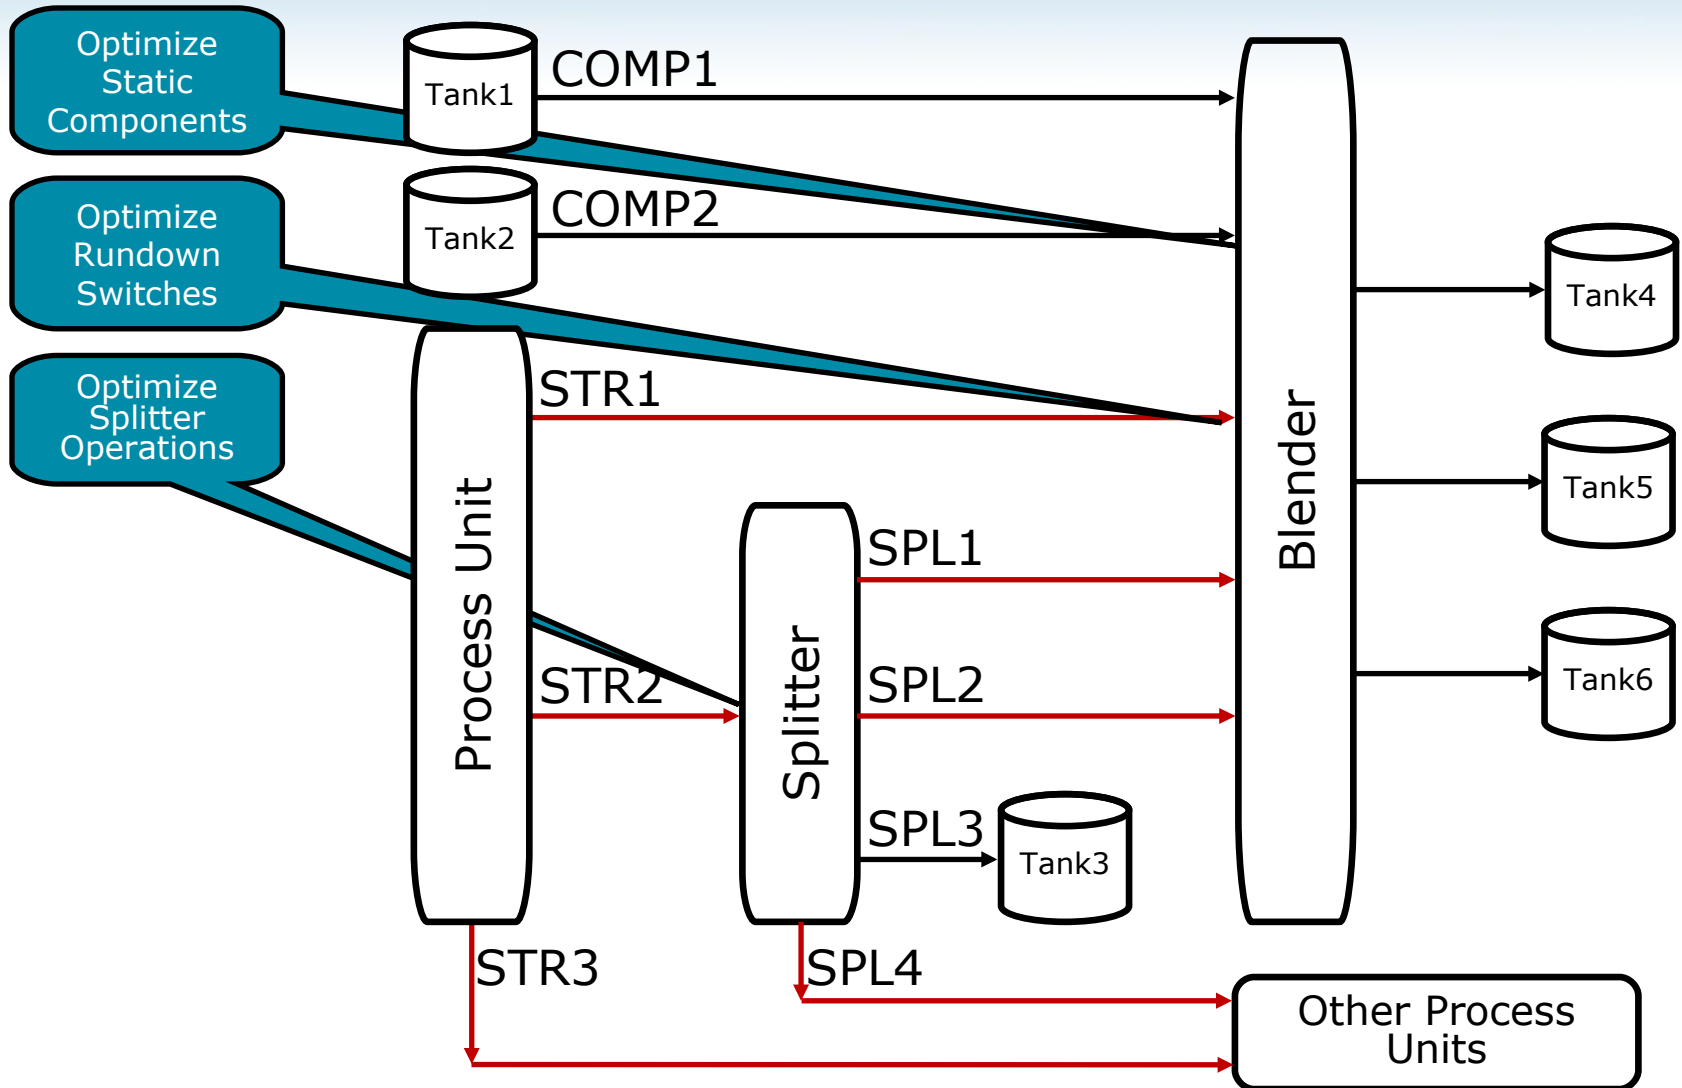 Optimize
Static
Components
Tank1
COMP1
Optimize
Rundown
Switches
Tank2
COMP2
Tank4
Optimize
Splitter
Operations
STR1
Process Unit
Blender
Tank5
SPL1
STR2
Splitter
SPL2
Tank6
SPL3
Tank3
STR3
SPL4
Other Process
Units